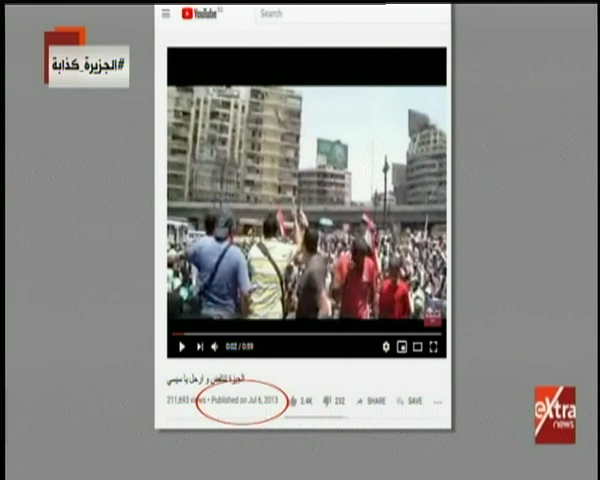 YouTube
Search
#الجزيرة_كذابة
0:02 / 0:59
الجيزة تنتفض و ارحل يا سيسي
211,693 views • Published on Jul 6, 2013
2.4K
232
SHARE
SAVE
extra
news